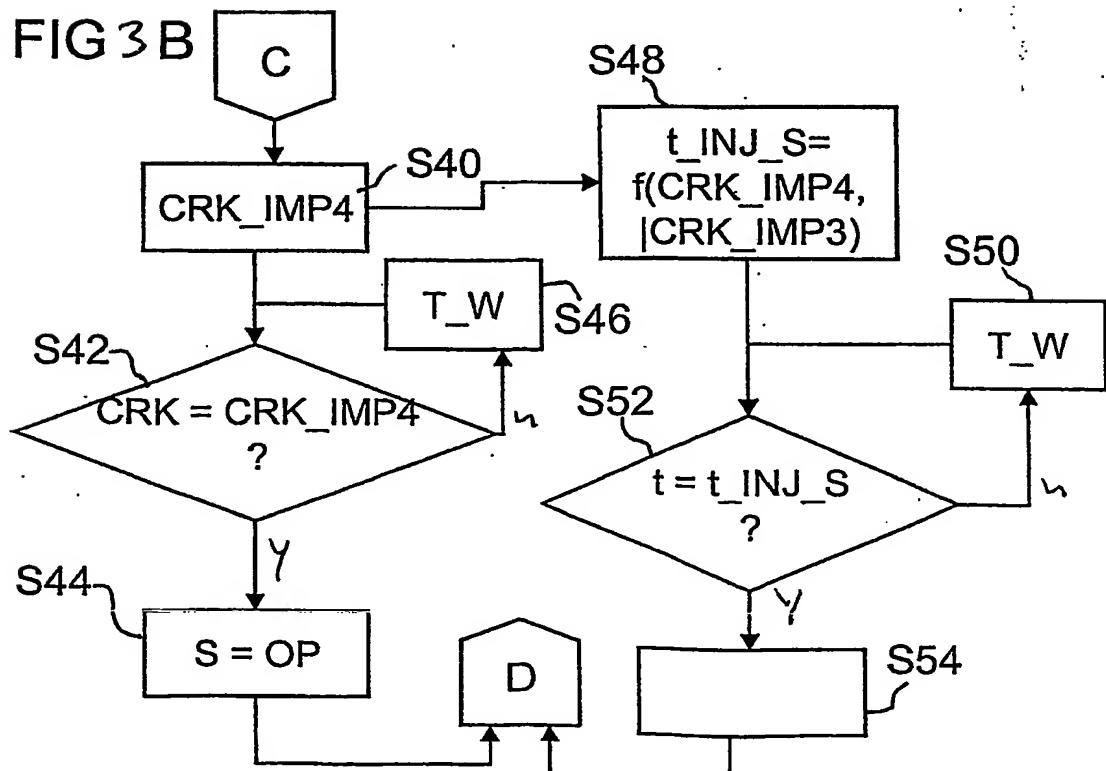 FIG 3 B
C
S48
t_INJ_S=
f(CRK_IMP4,
|CRK_IMP3)
S40
CRK_IMP4
S50
T_W
S46
T_W
S42
CRK = CRK_IMP4
?
n
S52
t = t_INJ_S
?
n
y
y
S44
S = OP
D
S54